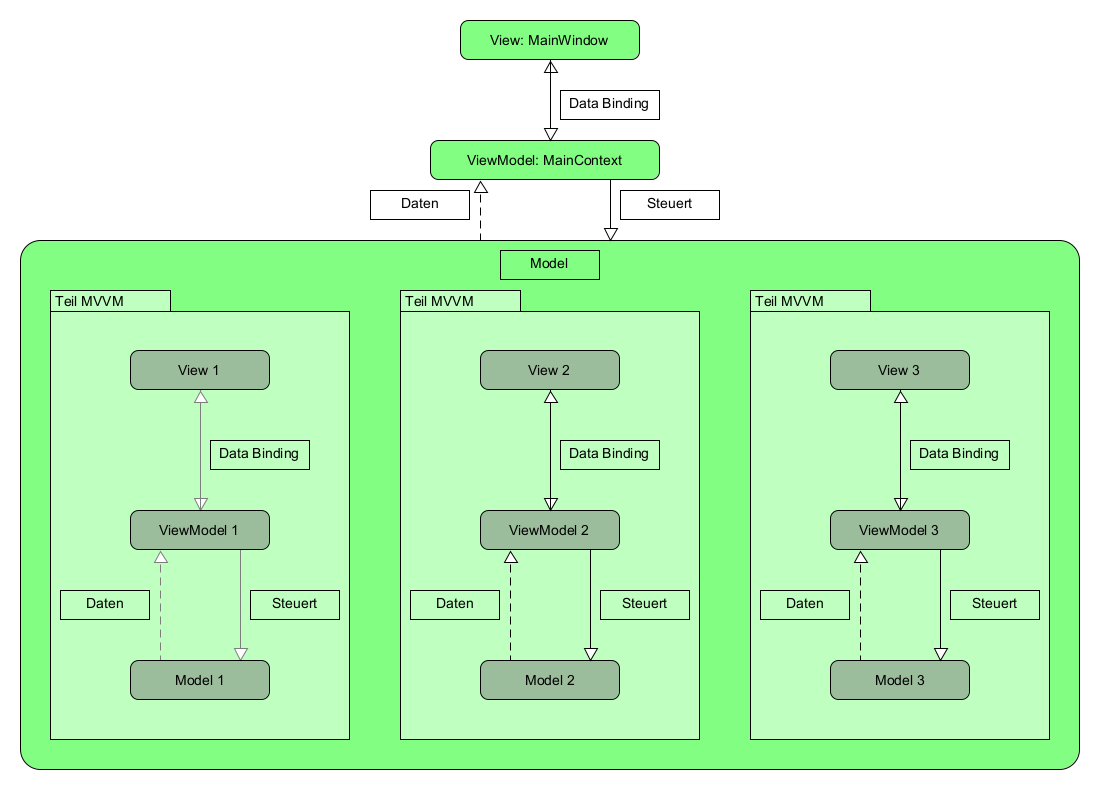 View: MainWindow
Data Binding
ViewModel: MainContext
Daten
Steuert
Model
Teil MVVM
View 1
Data Binding
ViewModel 1
Daten
Steuert
Model 1
Teil MVVM
View 2
Data Binding
ViewModel 2
Daten
Steuert
Model 2
Teil MVVM
View 3
Data Binding
ViewModel 3
Daten
Steuert
Model 3